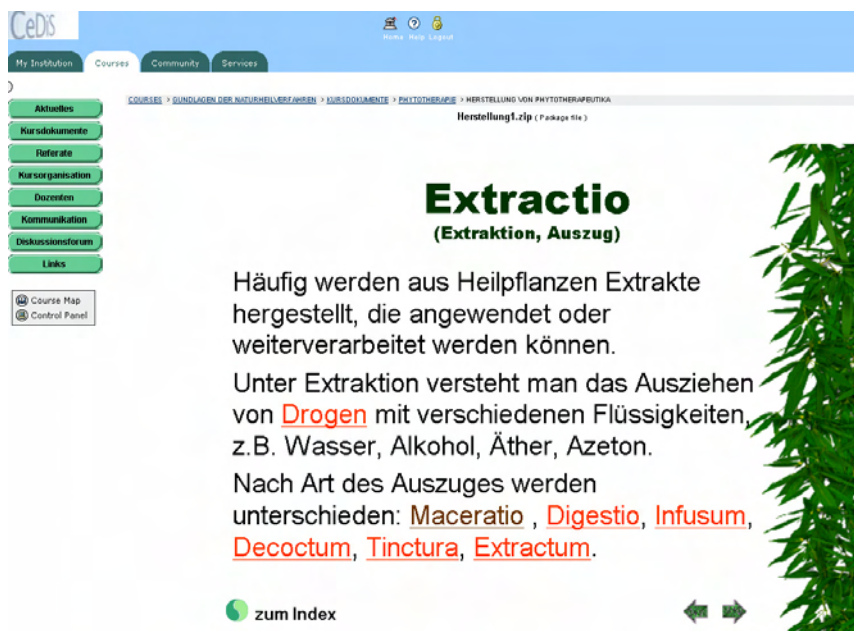 CeDiS
Home Help Logout
My Institution Courses Community Services
COURSES > GUNDLAGEN DER NATURHEILVERFAHREN > KURSDOKUMENTE > PHYTOTHERAPIE > HERSTELLUNG VON PHYTOTHERAPEUTIKA
Herstellung1.zip ( Package file )
Aktuelles
Kursdokumente
Referate
Kursorganisation
Dozenten
Kommunikation
Diskussionsforum
Links
Course Map
Control Panel
Extractio
(Extraktion, Auszug)
Häufig werden aus Heilpflanzen Extrakte
hergestellt, die angewendet oder
weiterverarbeitet werden können.
Unter Extraktion versteht man das Ausziehen
von Drogen mit verschiedenen Flüssigkeiten,
z.B. Wasser, Alkohol, Äther, Azeton.
Nach Art des Auszuges werden
unterschieden: Maceratio , Digestio, Infusum,
Decoctum, Tinctura, Extractum.
zum Index